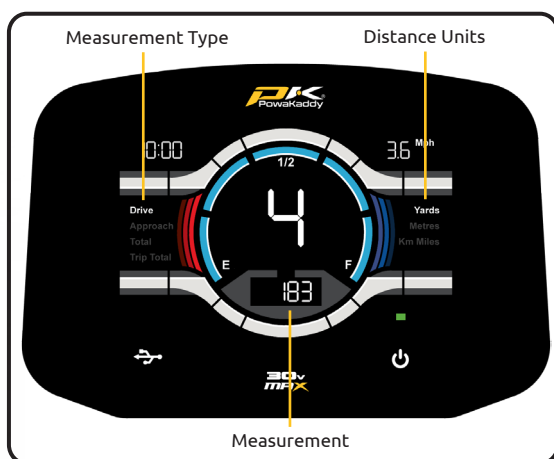 Measurement Type
Distance Units
PK
PowaKaddy
0:00
3.6 Mph
1/2
Drive
Approach
Total
Trip Total
4
Yards
Metres
Km Miles
E
F
183
30v
MAX
Measurement